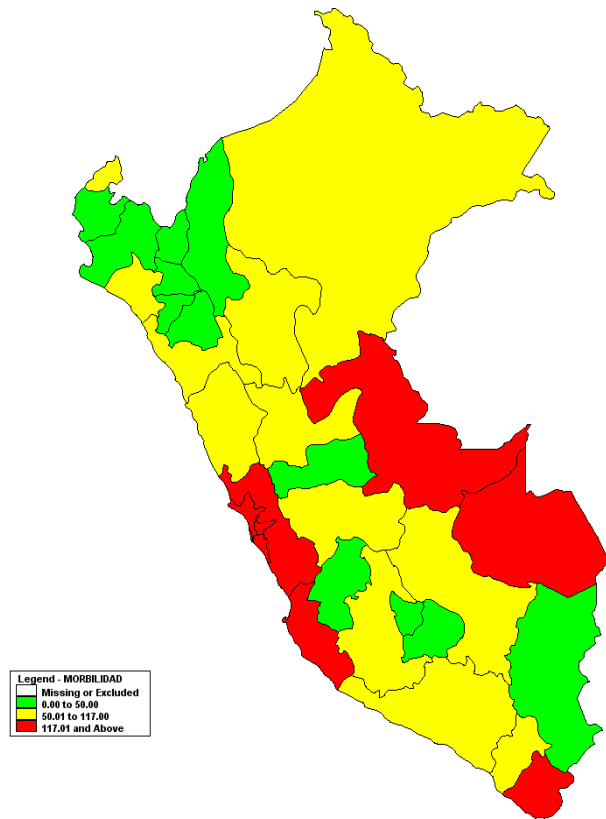 Legend - MORBILIDAD
Missing or Excluded
0.00 to 50.00
50.01 to 117.00
117.01 and Above